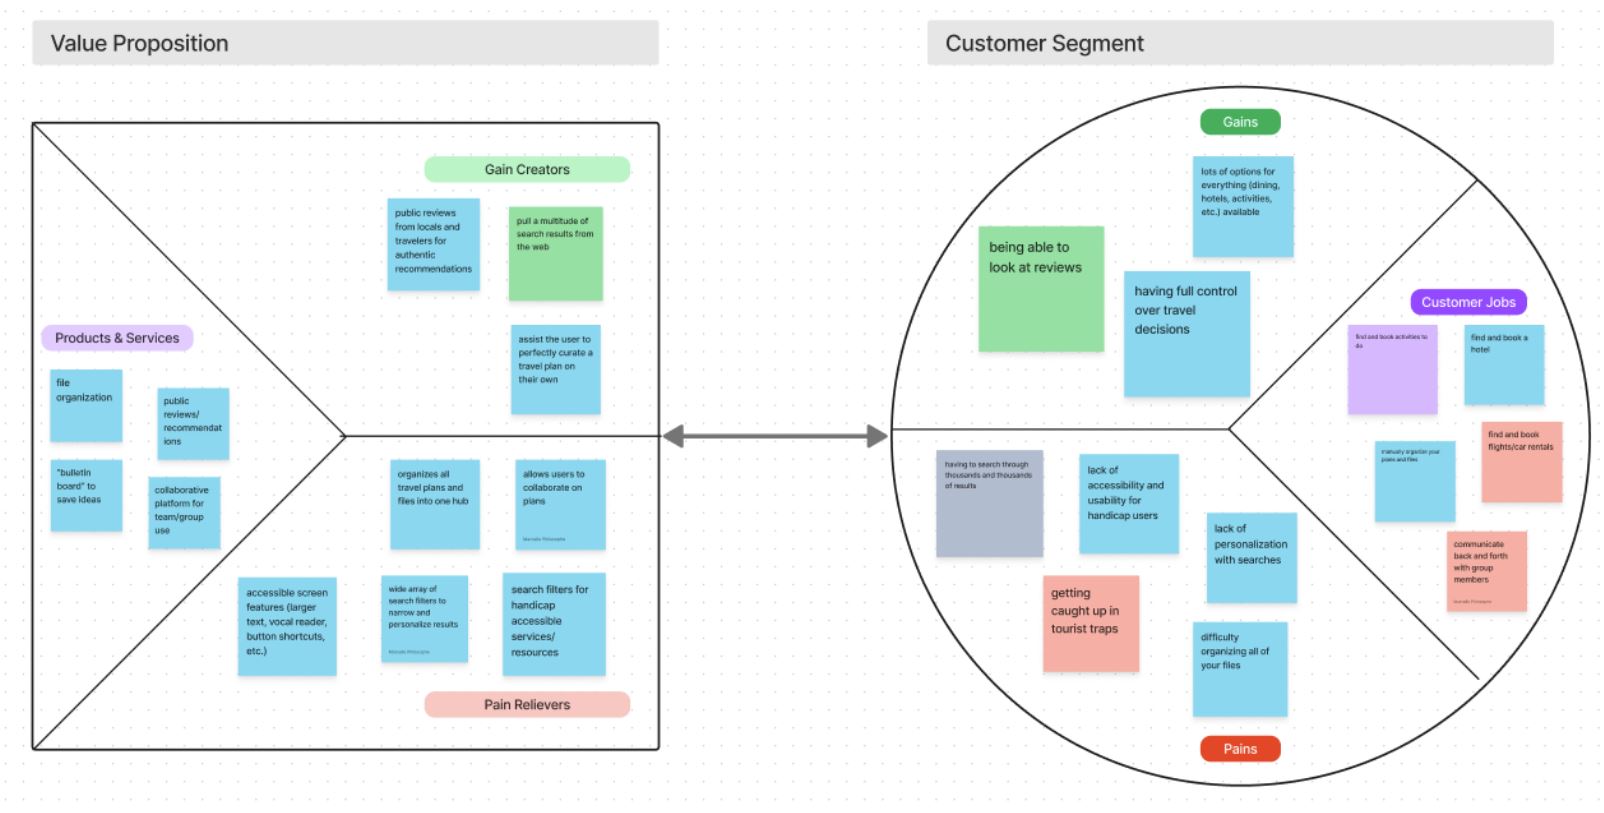 Value Proposition
Gain Creators
public reviews
from locals and
travelers for
authentic
recommendations
pull a multitude of
search results from
the web
assist the user to
perfectly curate a
travel plan on
their own
Products & Services
file
organization
public
reviews/
recommendat
ions
"bulletin
board" to
save ideas
collaborative
platform for
team/group
use
organizes all
travel plans and
files into one hub
allows users to
collaborate on
plans
accessible screen
features (larger
text, vocal reader,
button shortcuts,
etc.)
wide array of
search filters to
narrow and
personalize results
search filters for
handicap
accessible
services/
resources
Pain Relievers
Customer Segment
Gains
lots of options for
everything (dining,
hotels, activities,
etc.) available
being able to
look at reviews
having full control
over travel
decisions
Customer Jobs
find and book activities to
do
find and book a
hotel
manually organize your
plans and files
find and book
flights/car rentals
communicate
back and forth
with group
members
having to search through
thousands and thousands
of results
lack of
accessibility and
usability for
handicap users
lack of
personalization
with searches
getting
caught up in
tourist traps
difficulty
organizing all of
your files
Pains